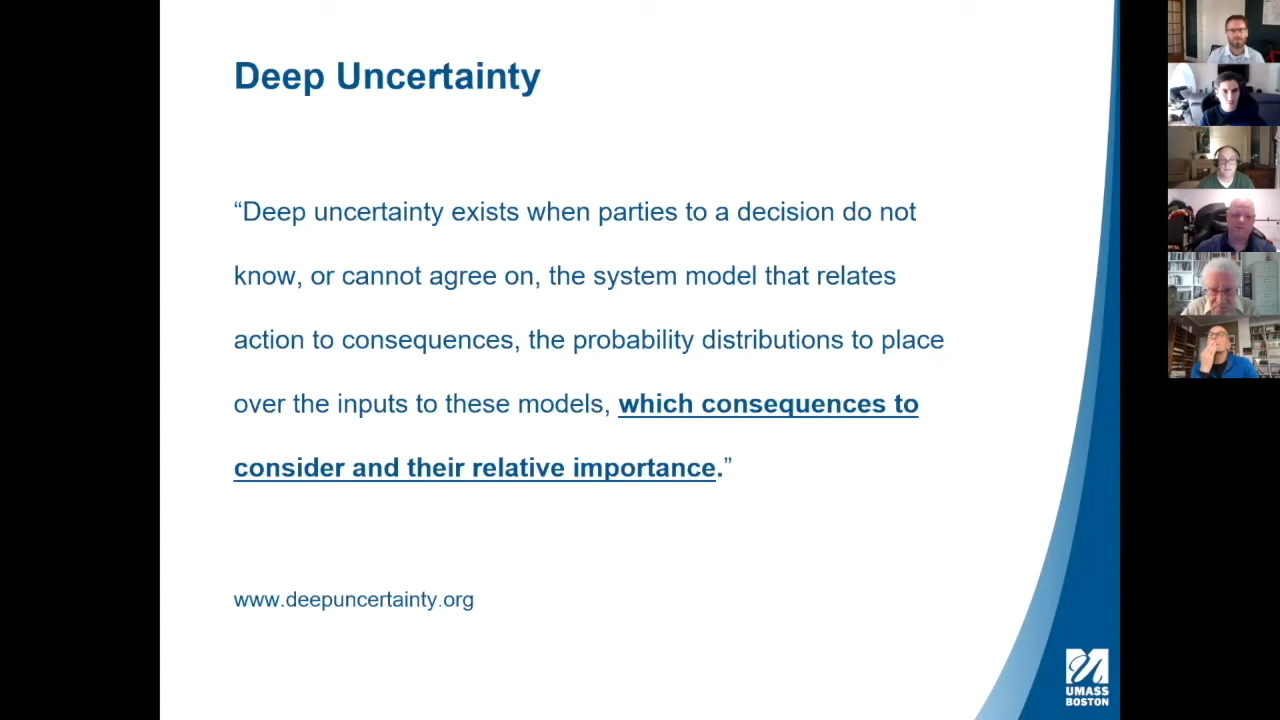 Deep Uncertainty
“Deep uncertainty exists when parties to a decision do not
know, or cannot agree on, the system model that relates
action to consequences, the probability distributions to place
over the inputs to these models, which consequences to
consider and their relative importance.”
www.deepuncertainty.org
UMASS
BOSTON